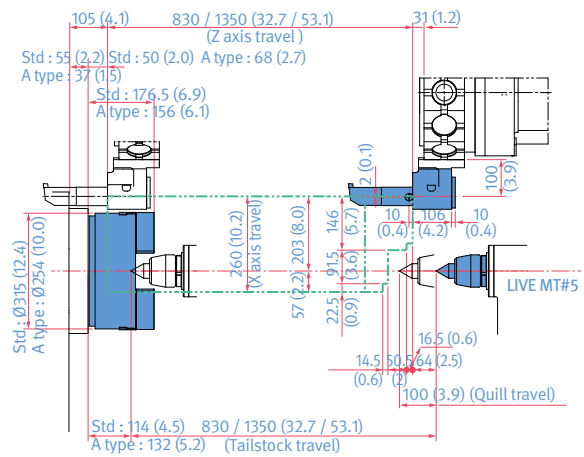 105 (4.1)
830 / 1350 (32.7 / 53.1)
31 (1.2)
(Z axis travel)
Std : 55 (2.2)
Std : 50 (2.0)
A type : 68 (2.7)
A type : 37 (1.5)
Std : 176.5 (6.9)
A type : 156 (6.1)
2 (0.1)
100
(3.9)
260 (10.2)
(X axis travel)
203 (8.0)
57 (2.2)
146
(5.7)
91.5
(3.6)
22.5
(0.9)
10
(0.4)
106
(4.2)
10
(0.4)
Std : Ø315 (12.4)
A type : Ø254 (10.0)
LIVE MT#5
16.5 (0.6)
14.5
(0.6)
50.5
(2)
64 (2.5)
100 (3.9) (Quill travel)
Std : 114 (4.5)
830 / 1350 (32.7 / 53.1)
A type : 132 (5.2)
(Tailstock travel)